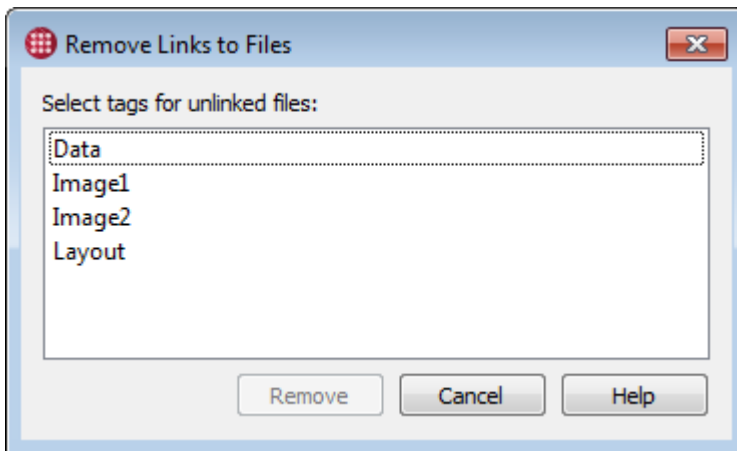 Remove Links to Files
Select tags for unlinked files:
Data
Image1
Image2
Layout
Remove Cancel Help